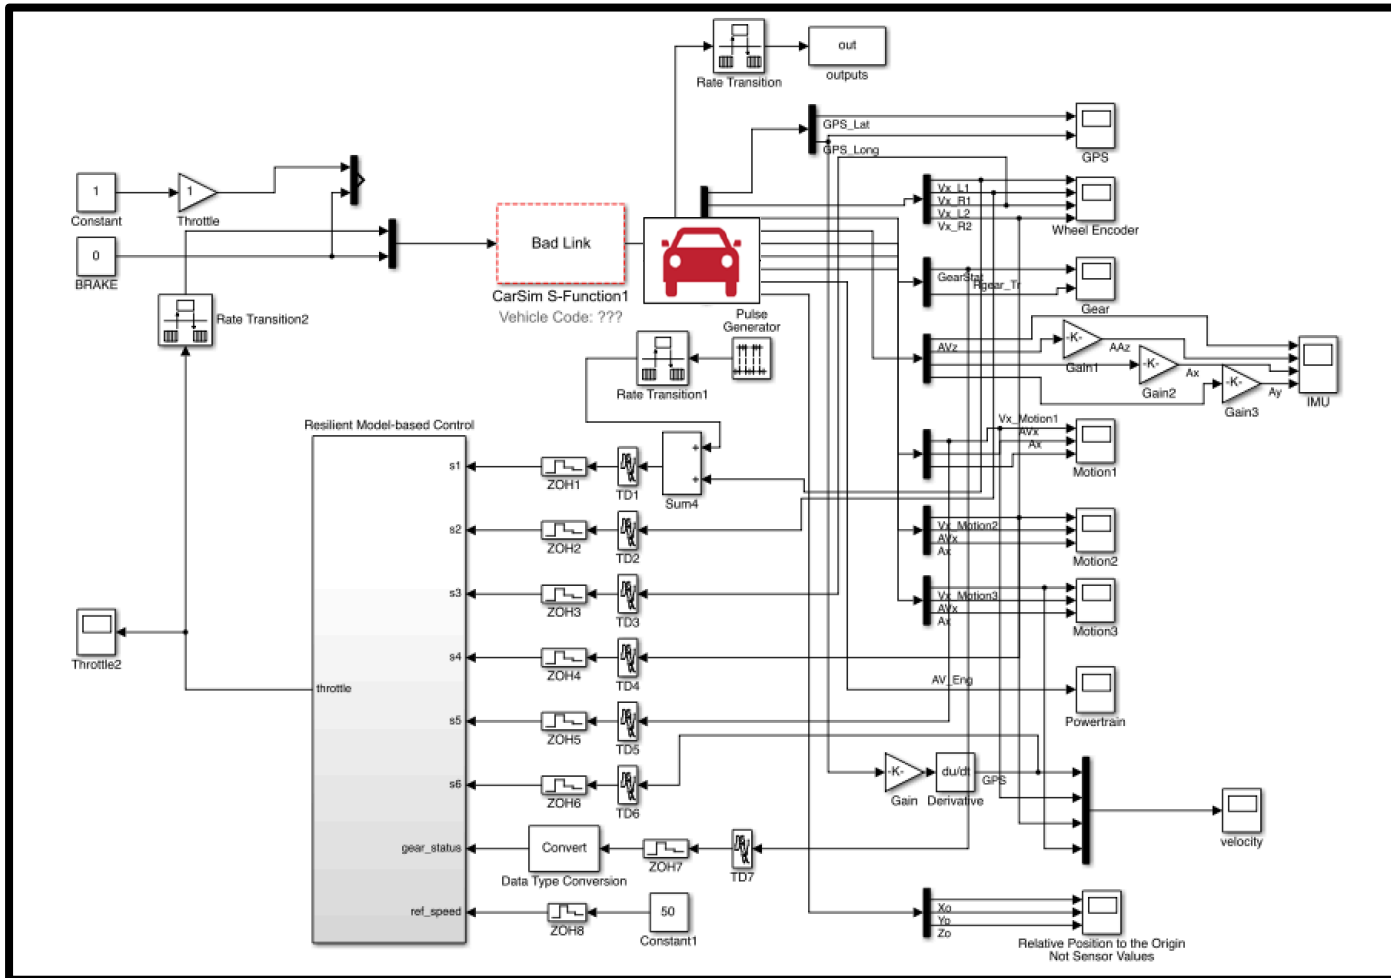 out
Rate Transition
outputs
GPS_Lat
GPS_Long
GPS
1
Constant
1
Throttle
0
BRAKE
Rate Transition2
Bad Link
CarSim S-Function1
Vehicle Code: ???
Vx_L1
Vx_R1
Vx_L2
Vx_R2
Wheel Encoder
GearStat
Rgear_Tr
Gear
Pulse
Generator
Rate Transition1
AVz
-K-
Gain1
AAz
-K-
Gain2
Ax
-K-
Gain3
Ay
IMU
Resilient Model-based Control
s1
ZOH1
TD1
+
+
Sum4
Vx_Motion1
AVx
Ax
Motion1
s2
ZOH2
TD2
Vx_Motion2
AVx
Ax
Motion2
s3
ZOH3
TD3
Vx_Motion3
AVx
Ax
Motion3
Throttle2
throttle
s4
ZOH4
TD4
AV_Eng
Powertrain
s5
ZOH5
TD5
s6
ZOH6
TD6
-K-
Gain
du/dt
Derivative
GPS
velocity
gear_status
Convert
Data Type Conversion
ZOH7
TD7
ref_speed
ZOH8
50
Constant1
Xo
Yo
Zo
Relative Position to the Origin
Not Sensor Values